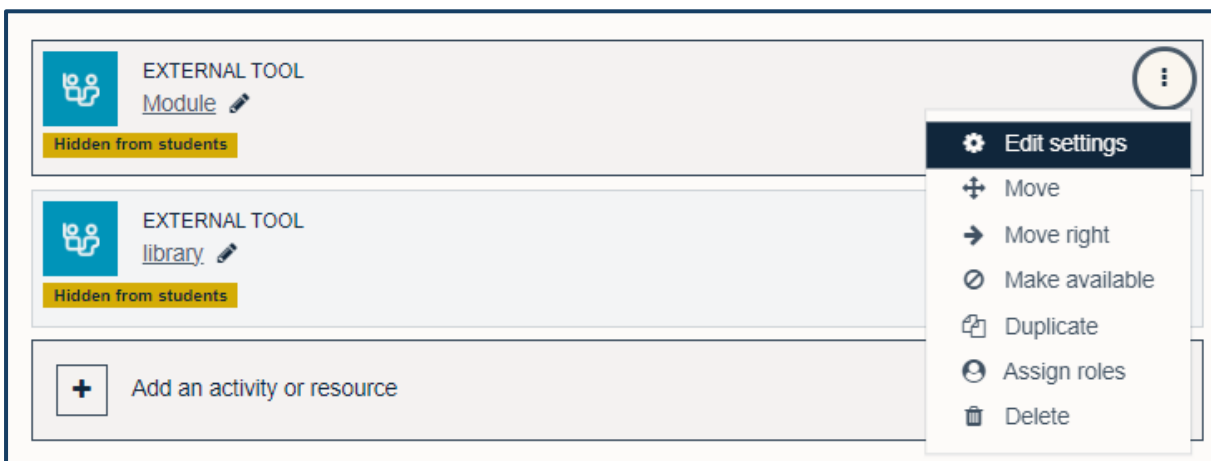 EXTERNAL TOOL
Module
Hidden from students
EXTERNAL TOOL
library
Hidden from students
Add an activity or resource
Edit settings
Move
Move right
Make available
Duplicate
Assign roles
Delete